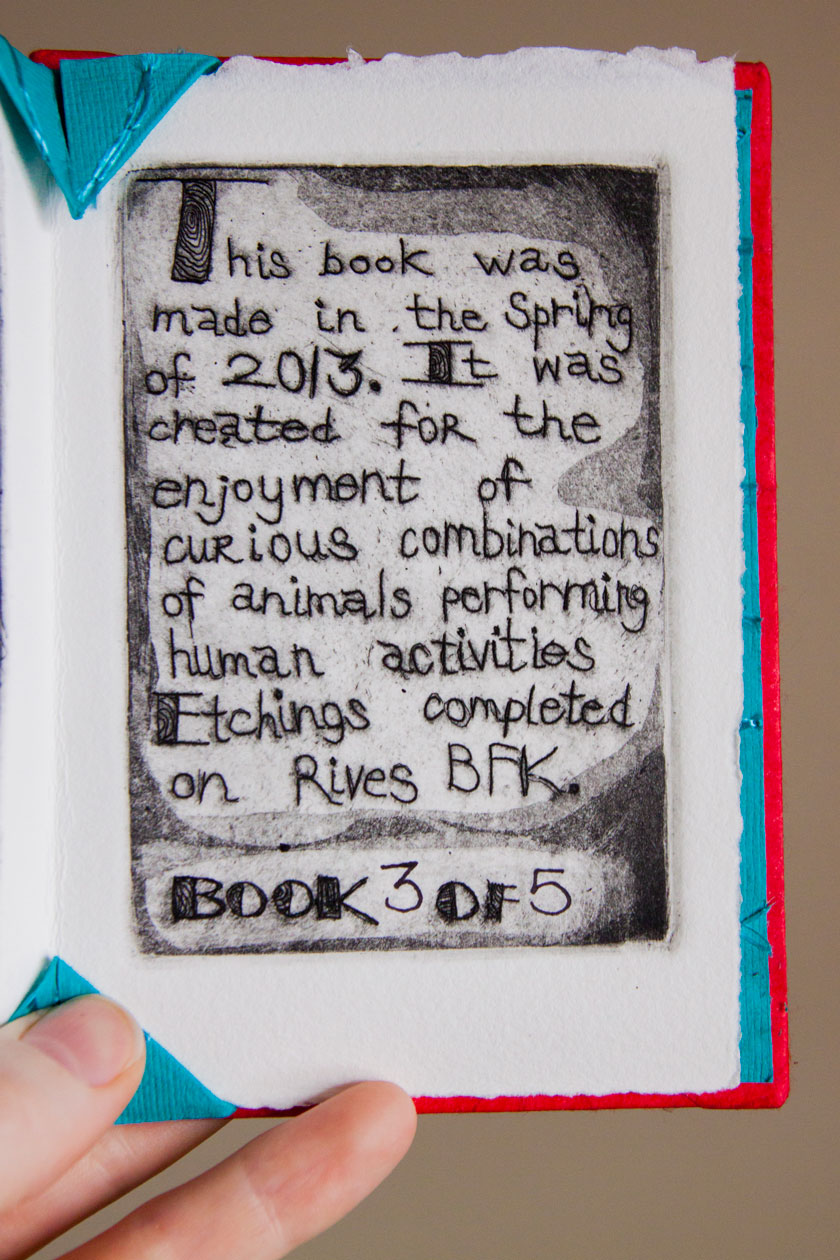 This book was
made in the Spring
of 2013. It was
created for the
enjoyment of
curious combinations
of animals performing
human activities
Etchings completed
on Rives BFK.
BOOK 3 OF 5